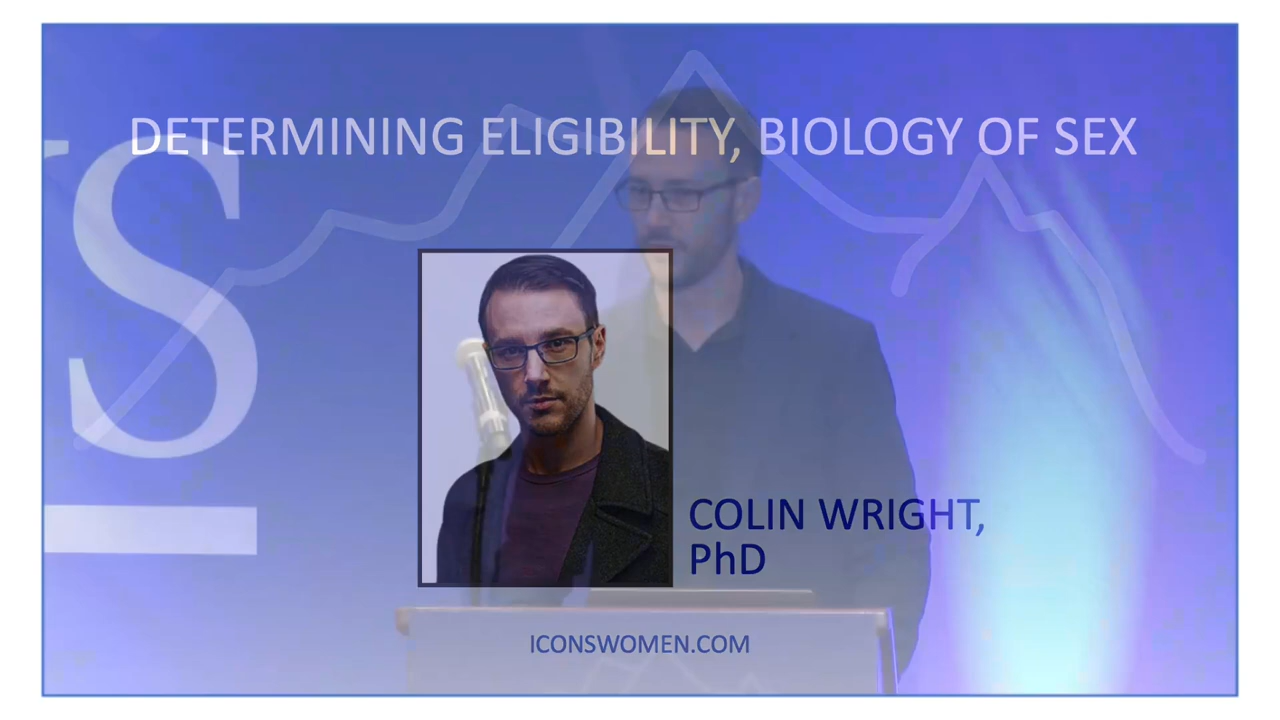 DETERMINING ELIGIBILITY, BIOLOGY OF SEX
S
COLIN WRIGHT,
PhD
ICONSWOMEN.COM